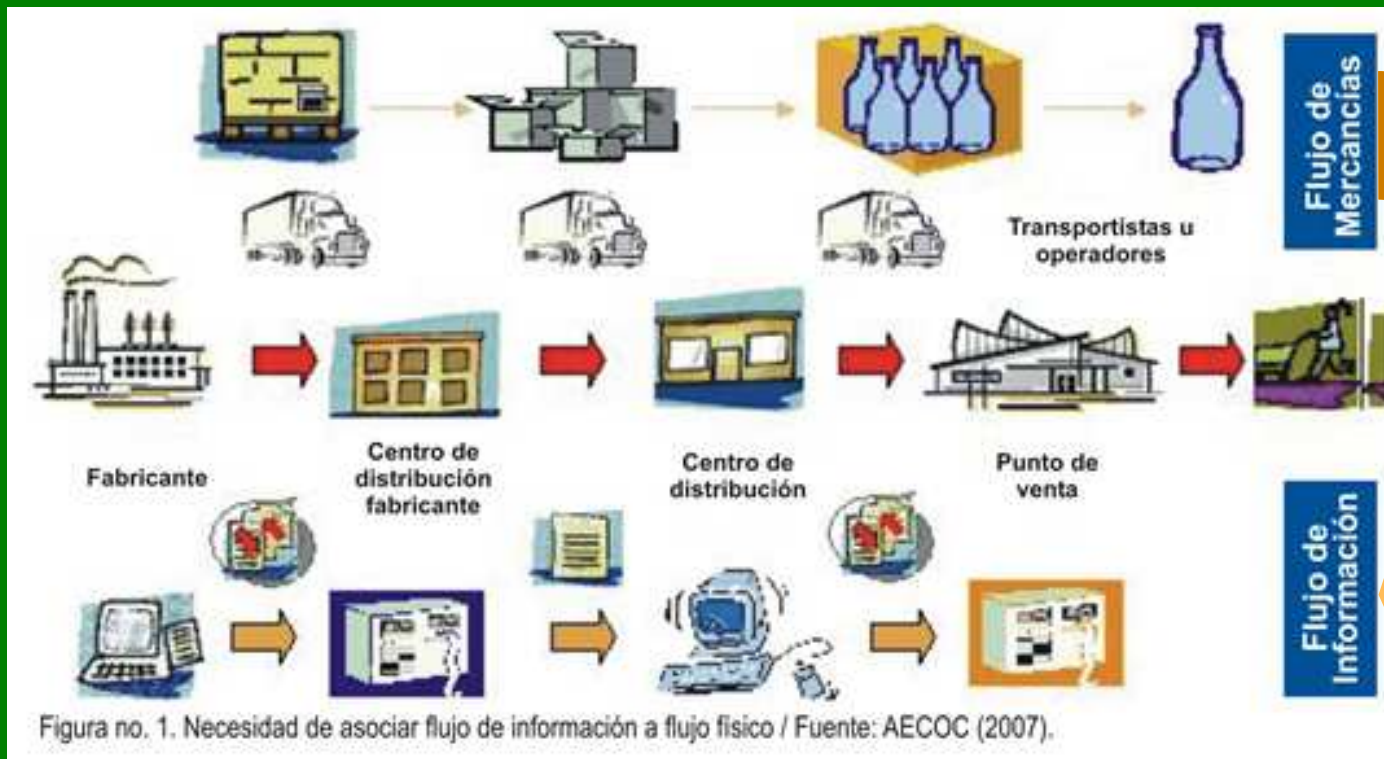 Flujo de
Mercancías
Transportistas u
operadores
Fabricante
Centro de
distribución
fabricante
Centro de
distribución
Punto de
venta
Flujo de
Información
Figura no. 1. Necesidad de asociar flujo de información a flujo físico / Fuente: AECOC (2007).